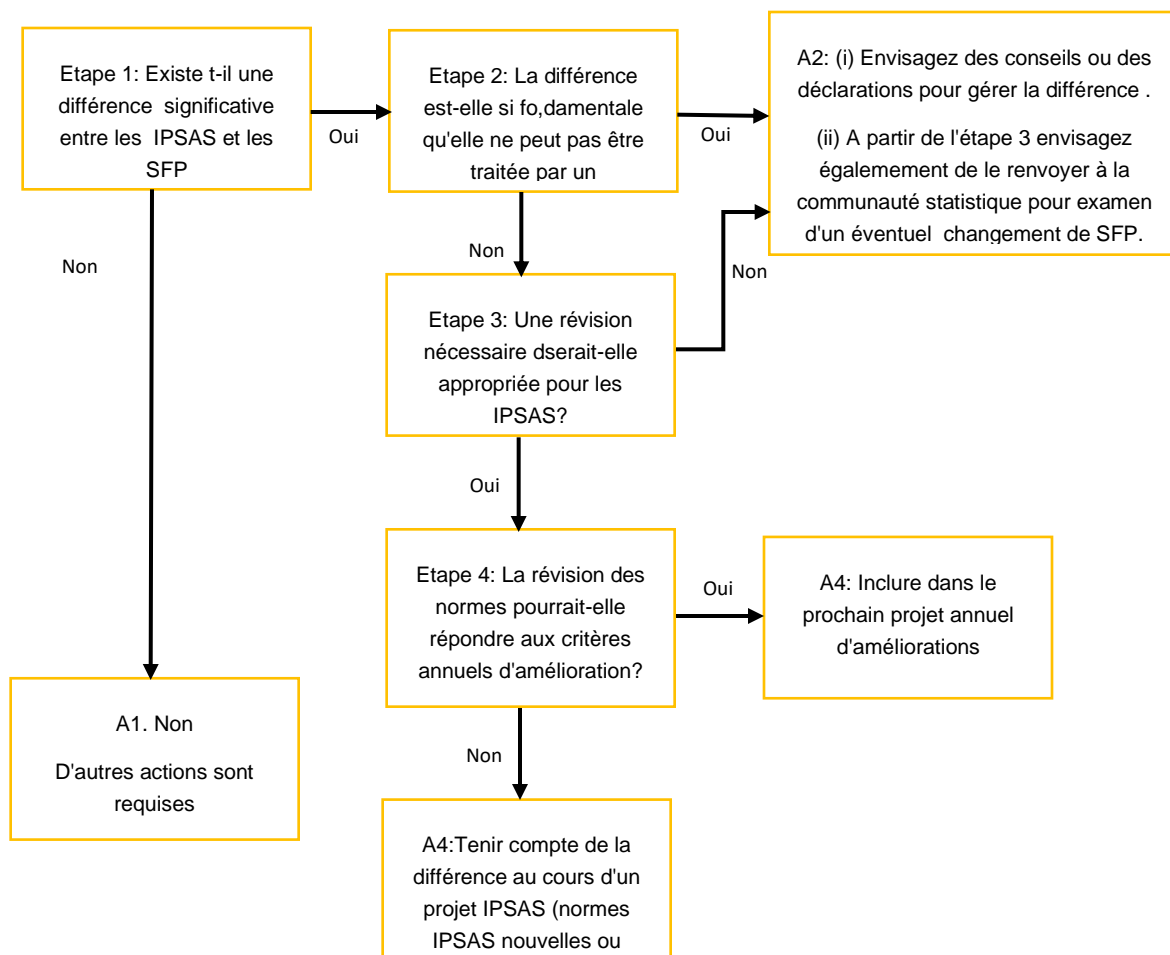 Etape 1: Existe t-il une
différence significative
entre les IPSAS et les
SFP
Oui
Etape 2: La différence
est-elle si fo,damentale
qu'elle ne peut pas être
traitée par un
Oui
A2: (i) Envisagez des conseils ou des
déclarations pour gérer la différence .
(ii) A partir de l'étape 3 envisagez
égalemement de le renvoyer à la
communauté statistique pour examen
d'un éventuel changement de SFP.
Non
Non
Non
Etape 3: Une révision
nécessaire dserait-elle
appropriée pour les
IPSAS?
Oui
Etape 4: La révision des
normes pourrait-elle
répondre aux critères
annuels d'amélioration?
Oui
A4: Inclure dans le
prochain projet annuel
d'améliorations
A1. Non
D'autres actions sont
requises
Non
A4:Tenir compte de la
différence au cours d'un
projet IPSAS (normes
IPSAS nouvelles ou